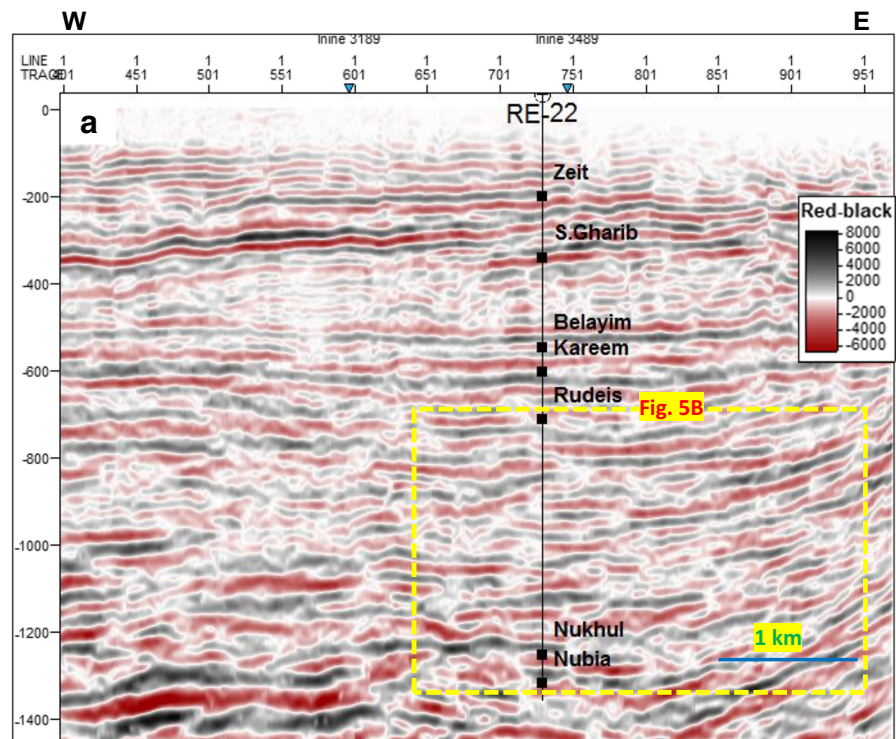 W E
Inine 3189 Inine 3489
LINE 1 1 1 1 1 1 1 1 1 1 1 1
TRACE 401 451 501 551 601 651 701 751 801 851 901 951
0
a
RE-22
Zeit
-200
S.Gharib
Red-black
8000
6000
4000
2000
0
-2000
-4000
-6000
-400
Belayim
Kareem
-600
Rudeis
Fig. 5B
-800
-1000
-1200
Nukhul
1 km
Nubia
-1400